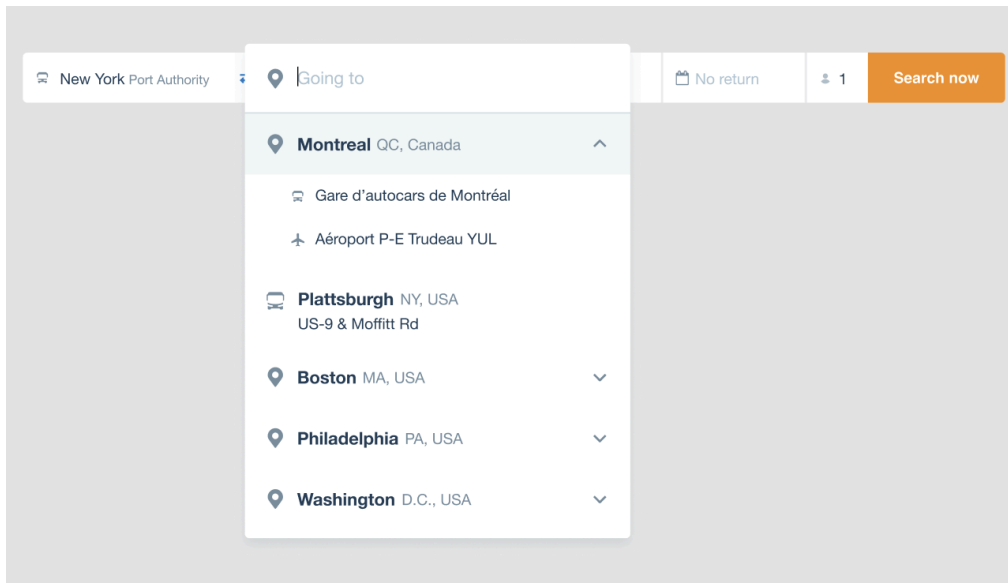 New York Port Authority
Going to
No return
1
Search now
Montreal QC, Canada
Gare d’autocars de Montréal
Aéroport P-E Trudeau YUL
Plattsburgh NY, USA
US-9 & Moffitt Rd
Boston MA, USA
Philadelphia PA, USA
Washington D.C., USA